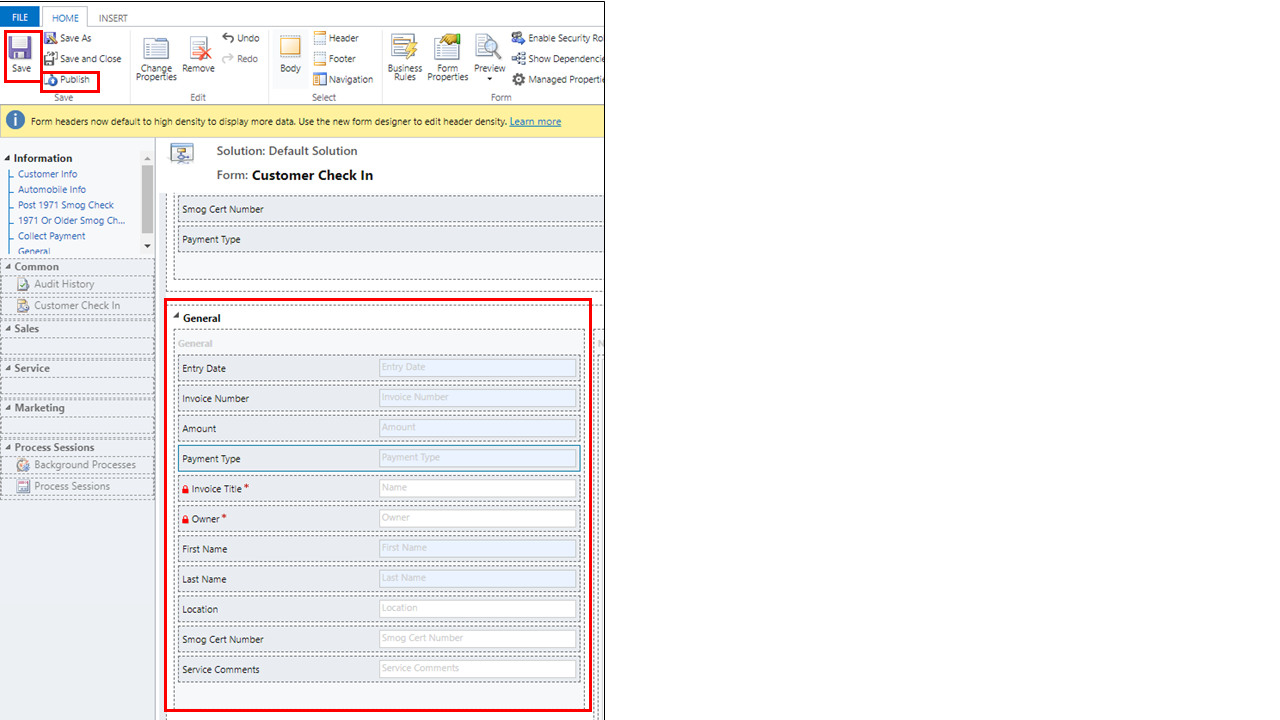 FILE HOME INSERT
Save
Save As
Save and Close
Publish
Save
Change Properties
Remove
Undo
Redo
Edit
Body
Header
Footer
Navigation
Select
Business Rules
Form Properties
Preview
Enable Security Ro
Show Dependencie
Managed Propertie
Form
Form headers now default to high density to display more data. Use the new form designer to edit header density. Learn more
Information
Customer Info
Automobile Info
Post 1971 Smog Check
1971 Or Older Smog Ch...
Collect Payment
General
Common
Audit History
Customer Check In
Sales
Service
Marketing
Process Sessions
Background Processes
Process Sessions
Solution: Default Solution
Form: Customer Check In
Smog Cert Number
Payment Type
General
General
Entry Date Entry Date
Invoice Number Invoice Number
Amount Amount
Payment Type Payment Type
Invoice Title * Name
Owner * Owner
First Name First Name
Last Name Last Name
Location Location
Smog Cert Number Smog Cert Number
Service Comments Service Comments